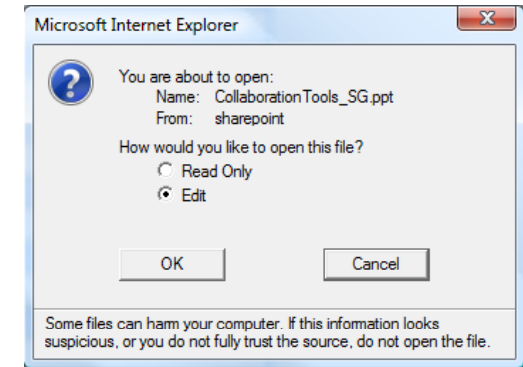 Microsoft Internet Explorer
You are about to open:
Name: CollaborationTools_SG.ppt
From: sharepoint
How would you like to open this file?
Read Only
Edit
OK Cancel
Some files can harm your computer. If this information looks
suspicious, or you do not fully trust the source, do not open the file.